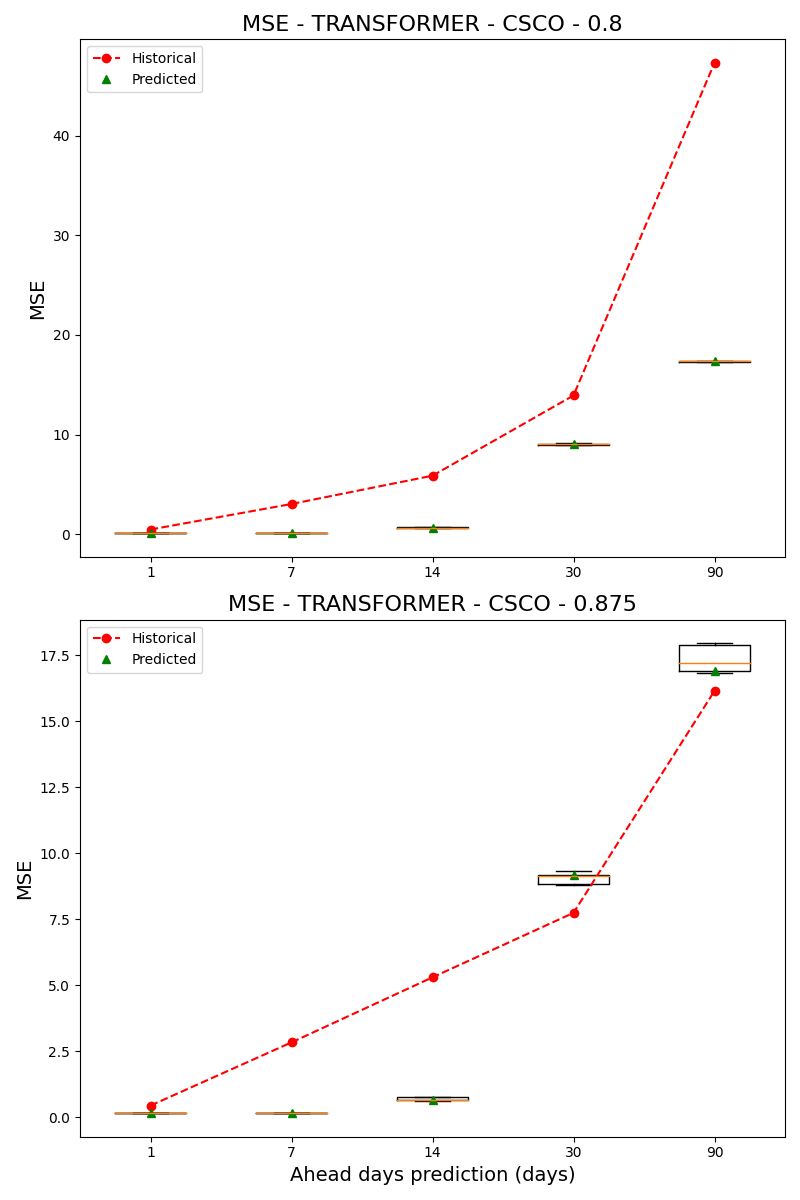 MSE - TRANSFORMER - CSCO - 0.8
Historical
Predicted
MSE
40
30
20
10
0
1 7 14 30 90
MSE - TRANSFORMER - CSCO - 0.875
Historical
Predicted
MSE
17.5
15.0
12.5
10.0
7.5
5.0
2.5
0.0
1 7 14 30 90
Ahead days prediction (days)